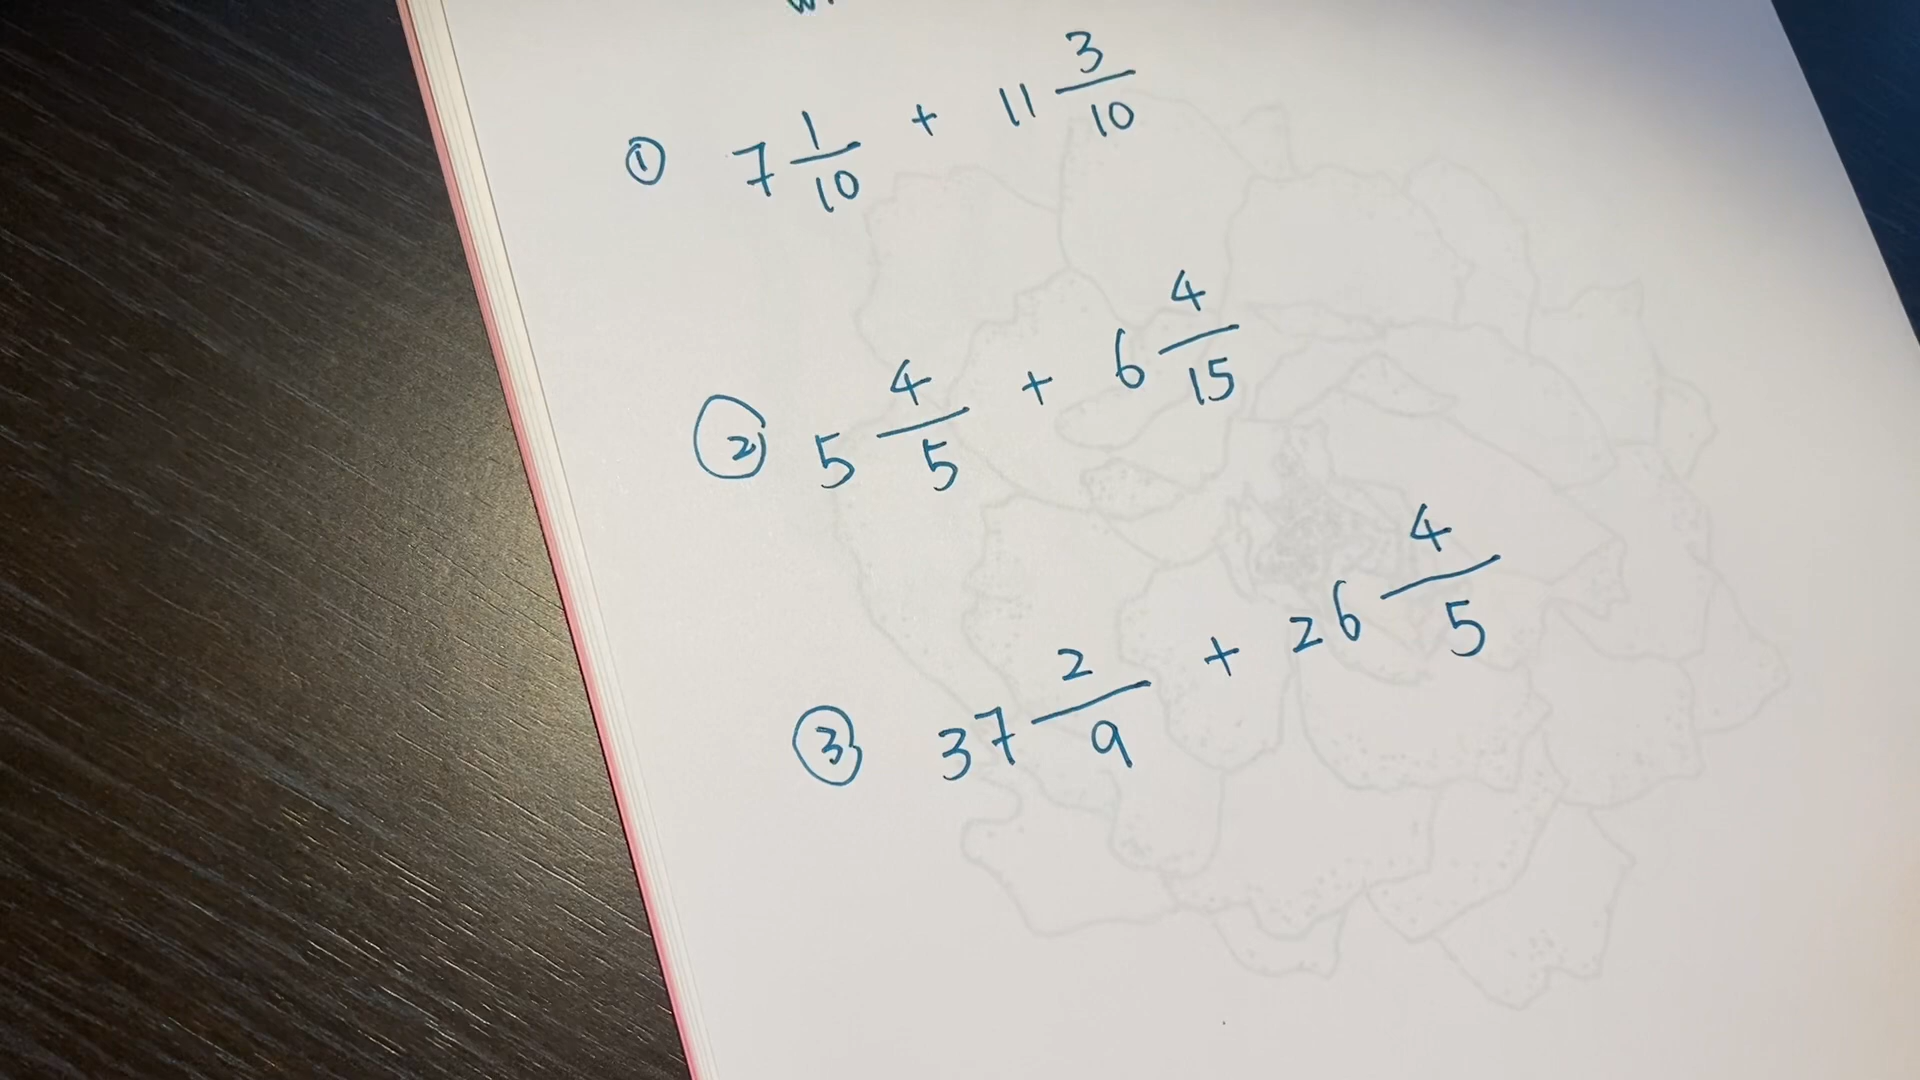 ① 7 1/10 + 11 3/10
② 5 4/5 + 6 4/15
③ 37 2/9 + 26 4/5